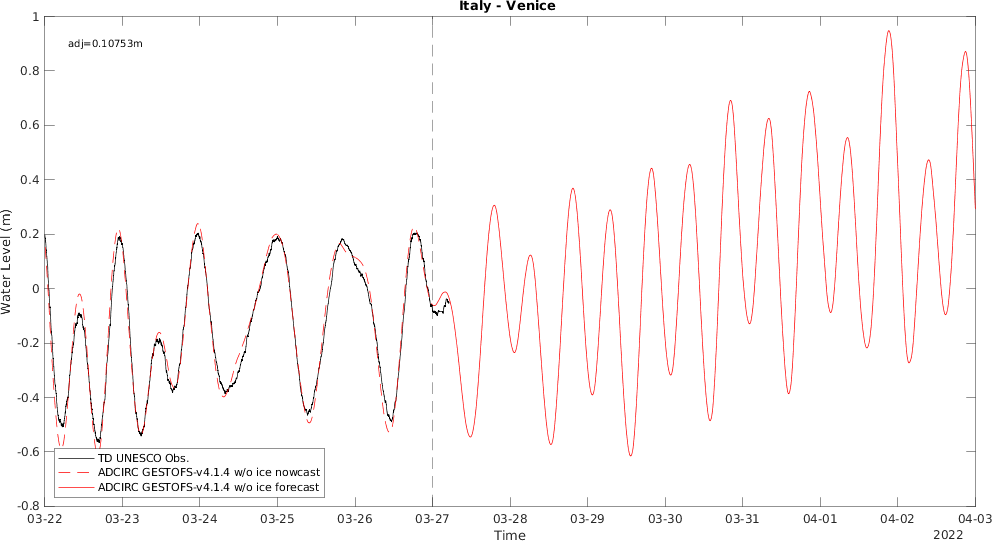 Italy - Venice
adj=0.10753m
Water Level (m)
1
0.8
0.6
0.4
0.2
0
-0.2
-0.4
-0.6
-0.8
TD UNESCO Obs.
ADCIRC GESTOFS-v4.1.4 w/o ice nowcast
ADCIRC GESTOFS-v4.1.4 w/o ice forecast
03-22 03-23 03-24 03-25 03-26 03-27 03-28 03-29 03-30 03-31 04-01 04-02 04-03
Time
2022